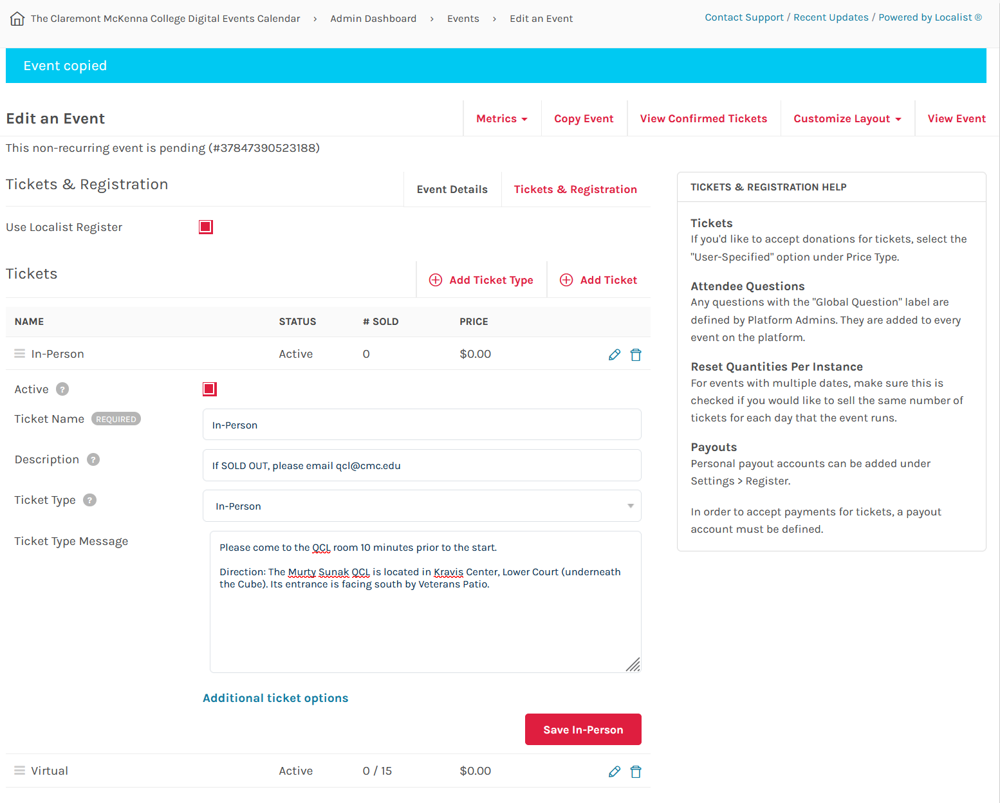 The Claremont McKenna College Digital Events Calendar › Admin Dashboard › Events › Edit an Event
Contact Support / Recent Updates / Powered by Localist ®
Event copied
Edit an Event
Metrics
Copy Event
View Confirmed Tickets
Customize Layout
View Event
This non-recurring event is pending (#37847390523188)
Tickets & Registration
Event Details
Tickets & Registration
Use Localist Register
Tickets
Add Ticket Type
Add Ticket
NAME STATUS # SOLD PRICE
In-Person Active 0 $0.00
Active ?
Ticket Name REQUIRED
In-Person
Description ?
If SOLD OUT, please email qcl@cmc.edu
Ticket Type ?
In-Person
Ticket Type Message
Please come to the QCL room 10 minutes prior to the start.
Direction: The Murty Sunak QCL is located in Kravis Center, Lower Court (underneath
the Cube). Its entrance is facing south by Veterans Patio.
Additional ticket options
Save In-Person
Virtual Active 0 / 15 $0.00
TICKETS & REGISTRATION HELP
Tickets
If you'd like to accept donations for tickets, select the
"User-Specified" option under Price Type.
Attendee Questions
Any questions with the "Global Question" label are
defined by Platform Admins. They are added to every
event on the platform.
Reset Quantities Per Instance
For events with multiple dates, make sure this is
checked if you would like to sell the same number of
tickets for each day that the event runs.
Payouts
Personal payout accounts can be added under
Settings > Register.
In order to accept payments for tickets, a payout
account must be defined.